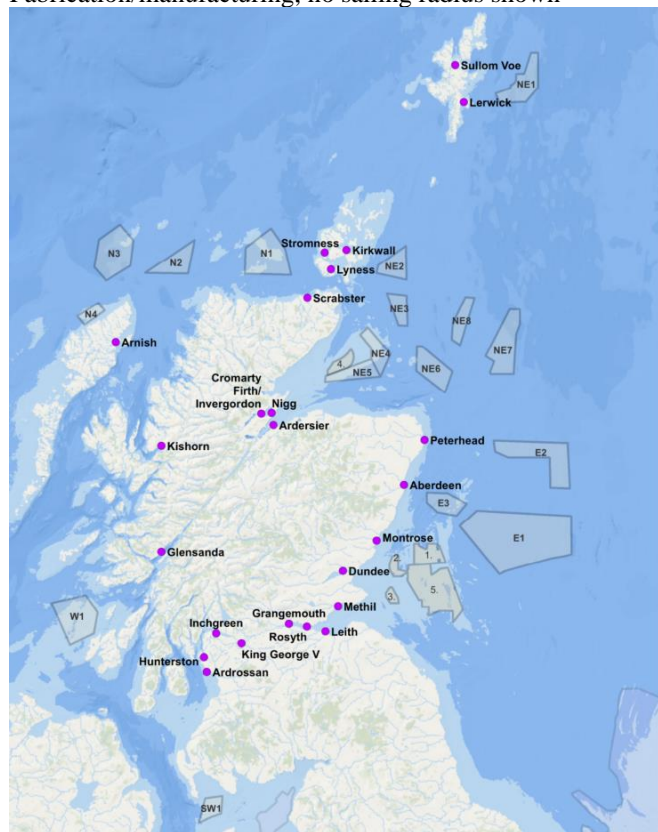 Fabrication/manufacturing, no sailing radius shown
Sullom Voe
NE1
Lerwick
N3
N2
N1
Stromness
Kirkwall
Lyness
NE2
Scrabster
NE3
NE8
N4
Arnish
NE4
4.
NE5
NE6
NE7
Cromarty
Firth/
Invergordon
Nigg
Ardersier
Kishorn
Peterhead
E2
Aberdeen
E3
E1
Montrose
Glensanda
1.
2.
Dundee
3.
5.
W1
Methil
Grangemouth
Inchgreen
Rosyth
Leith
King George V
Hunterston
Ardrossan
SW1